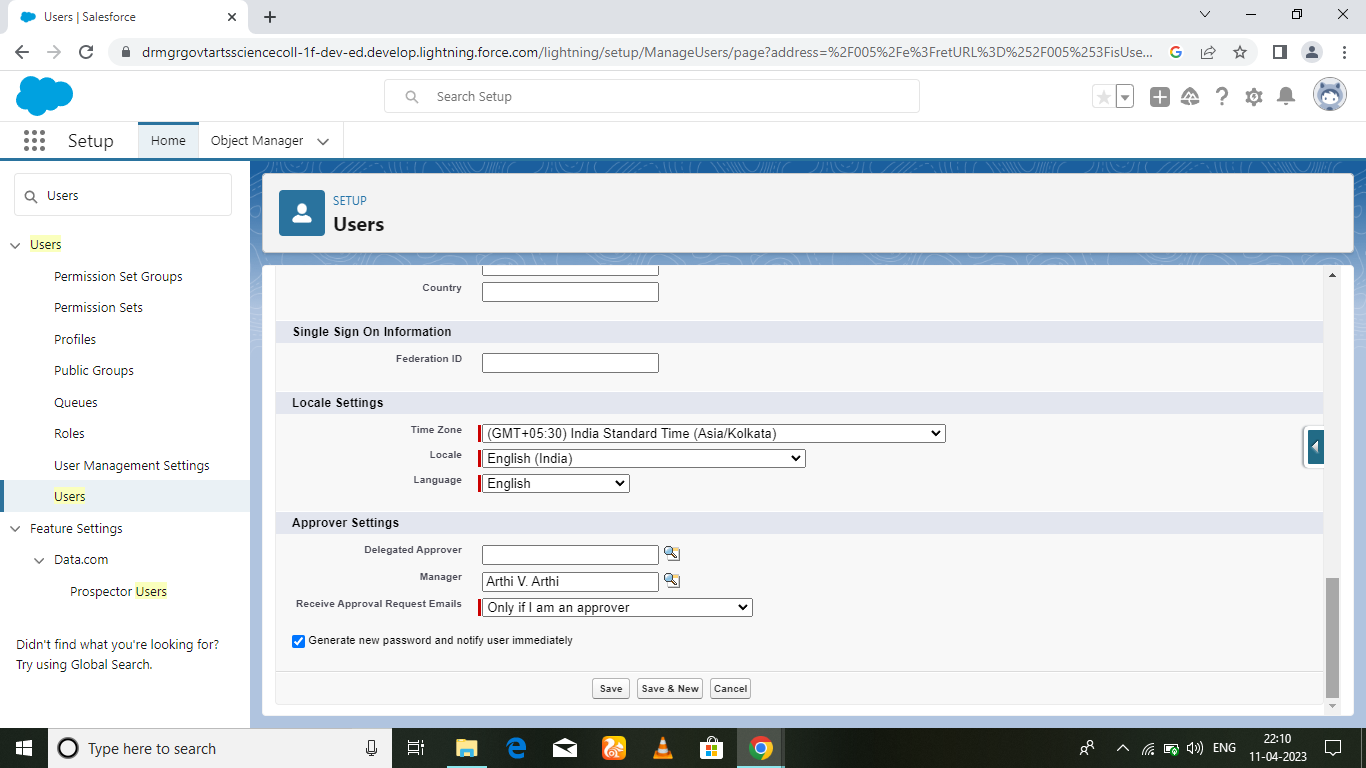 Users | Salesforce
drmgrgovtartssciencecoll-1f-dev-ed.develop.lightning.force.com/lightning/setup/ManageUsers/page?address=%2F005%2Fe%3FretURL%3D%252F005%253FisUse...
Search Setup
Setup
Home
Object Manager
Users
Users
Permission Set Groups
Permission Sets
Profiles
Public Groups
Queues
Roles
User Management Settings
Users
Feature Settings
Data.com
Prospector Users
Didn't find what you're looking for?
Try using Global Search.
SETUP
Users
Country
Single Sign On Information
Federation ID
Locale Settings
Time Zone (GMT+05:30) India Standard Time (Asia/Kolkata)
Locale English (India)
Language English
Approver Settings
Delegated Approver
Manager Arthi V. Arthi
Receive Approval Request Emails Only if I am an approver
Generate new password and notify user immediately
Save Save & New Cancel
Type here to search
ENG
22:10
11-04-2023